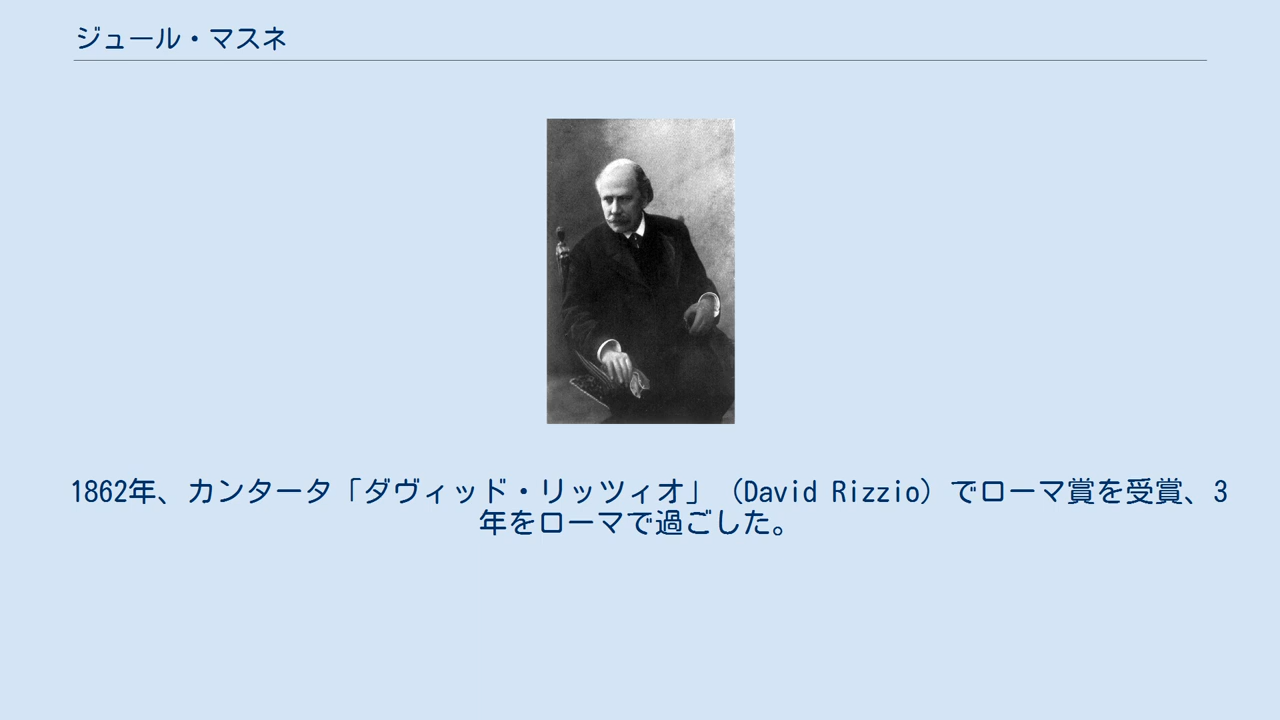 ジュール・マスネ
1862年、カンタータ「ダヴィッド・リッツィオ」（David Rizzio）でローマ賞を受賞、3
年をローマで過ごした。